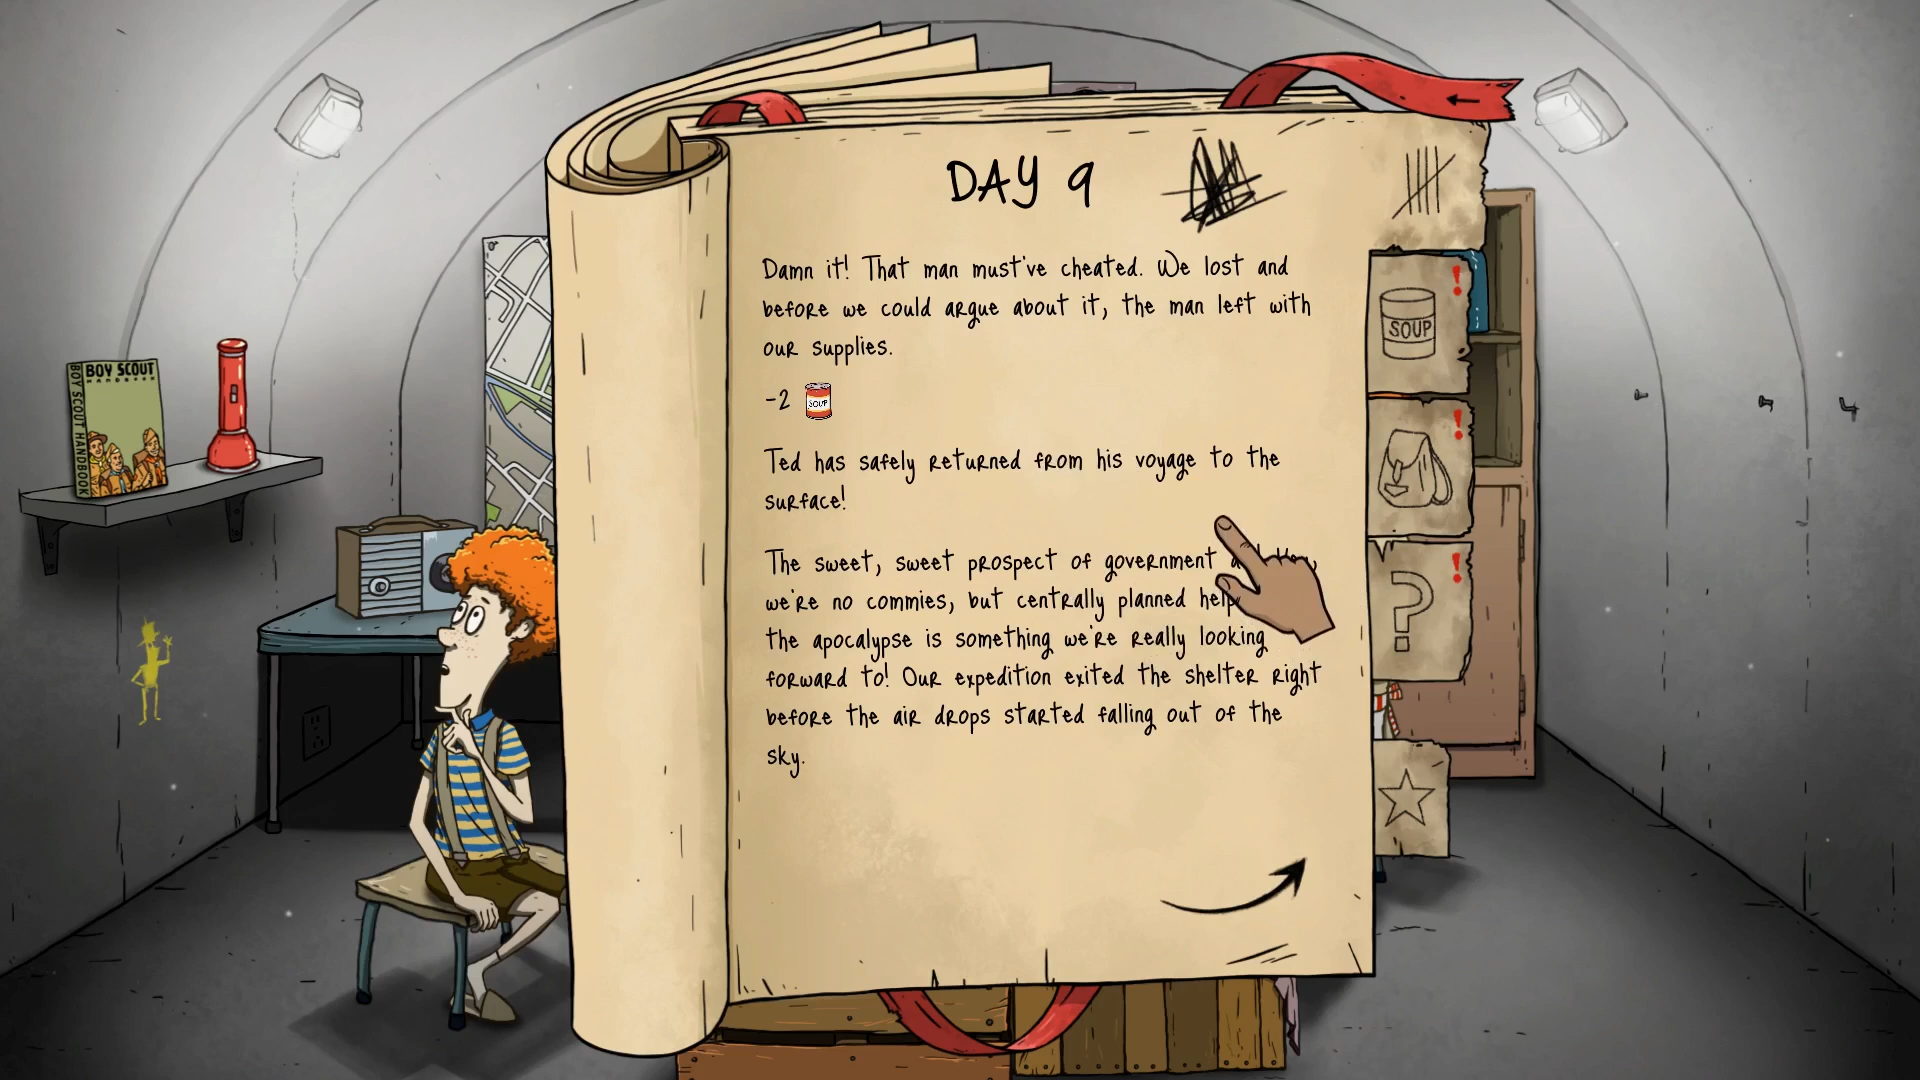 DAY 9
Damn it! That man must've cheated. We lost and
before we could argue about it, the man left with
our supplies.
-2 SOUP
Ted has safely returned from his voyage to the
surface!
The sweet, sweet prospect of government
we're no commies, but centrally planned help
the apocalypse is something we're really looking
forward to! Our expedition exited the shelter right
before the air drops started falling out of the
sky.
!
SOUP
!
!
?
BOY SCOUT
HANDBOOK
BOY SCOUT HANDBOOK